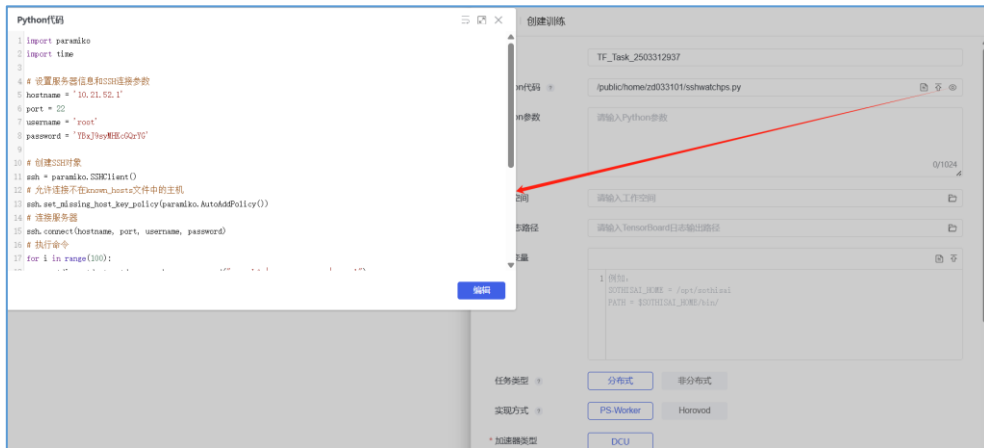 Python代码
1 import paramiko
2 import time
3
4 # 设置服务器信息和SSH连接参数
5 hostname = '10.21.52.1'
6 port = 22
7 username = 'root'
8
9
10 # 创建SSH对象
11 ssh = paramiko.SSHClient()
12 # 允许连接不在known_hosts文件中的主机
13 ssh.set_missing_host_key_policy(paramiko.AutoAddPolicy())
14 # 连接服务器
15 ssh.connect(hostname, port, username, password)
16 # 执行命令
17 for i in range(100):
编辑
创建训练
TF_Task_2503312937
on代码
/public/home/zd033101/sshwatchps.py
on参数
请输入Python参数
0/1024
空间
请输入工作空间
志路径
请输入TensorBoard日志输出路径
变量
1 例如,
SOTHISAI_HOME = /opt/sothisai
PATH = $SOTHISAI_HOME/bin/
任务类型
分布式
非分布式
实现方式
PS-Worker
Horovod
* 加速器类型
DCU